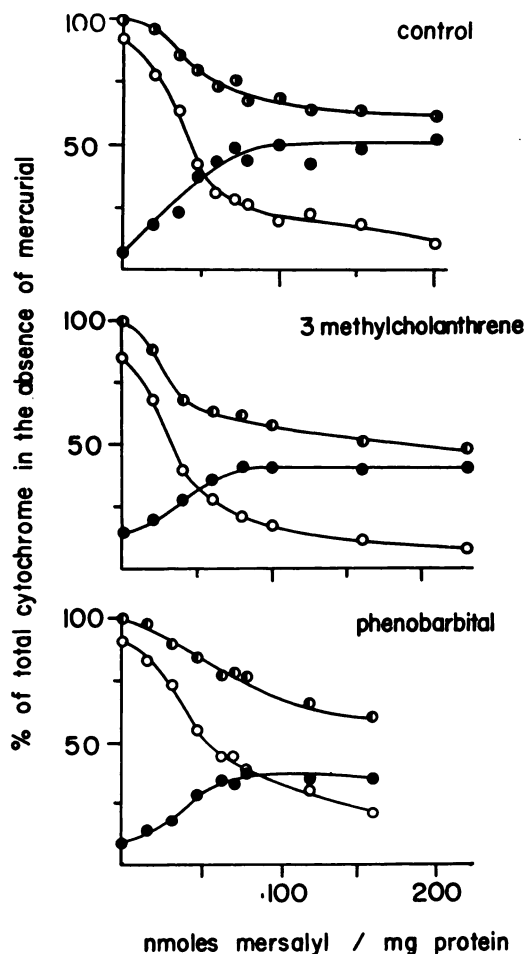 % of total cytochrome in the absence of mercurial
100
control
50
100
3 methylcholanthrene
50
100
phenobarbital
50
100
200
nmoles mersalyl / mg protein